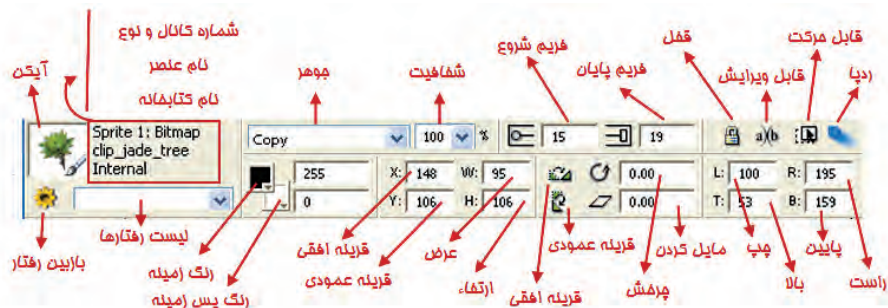 شماره کانال و نوع
نام عنصر
نام کتابخانه
آیکن
جوهر
شفافیت
فریم شروع
فریم پایان
قفل
قابل ویرایش
قابل حرکت
ردپا
Sprite 1: Bitmap
clip_jade_tree
Internal
Copy
100 %
15
19
a)(b
255
X: 148
W: 95
0.00
L: 100
R: 195
0
Y: 106
H: 106
0.00
T: 53
B: 159
بازبین رفتار
لیست رفتارها
رنگ زمینه
رنگ پس زمینه
قرینه افقی
قرینه عمودی
عرض
ارتفاء
قرینه افقی
قرینه عمودی
چرخش
مایل کردن
چپ
بالا
پایین
راست